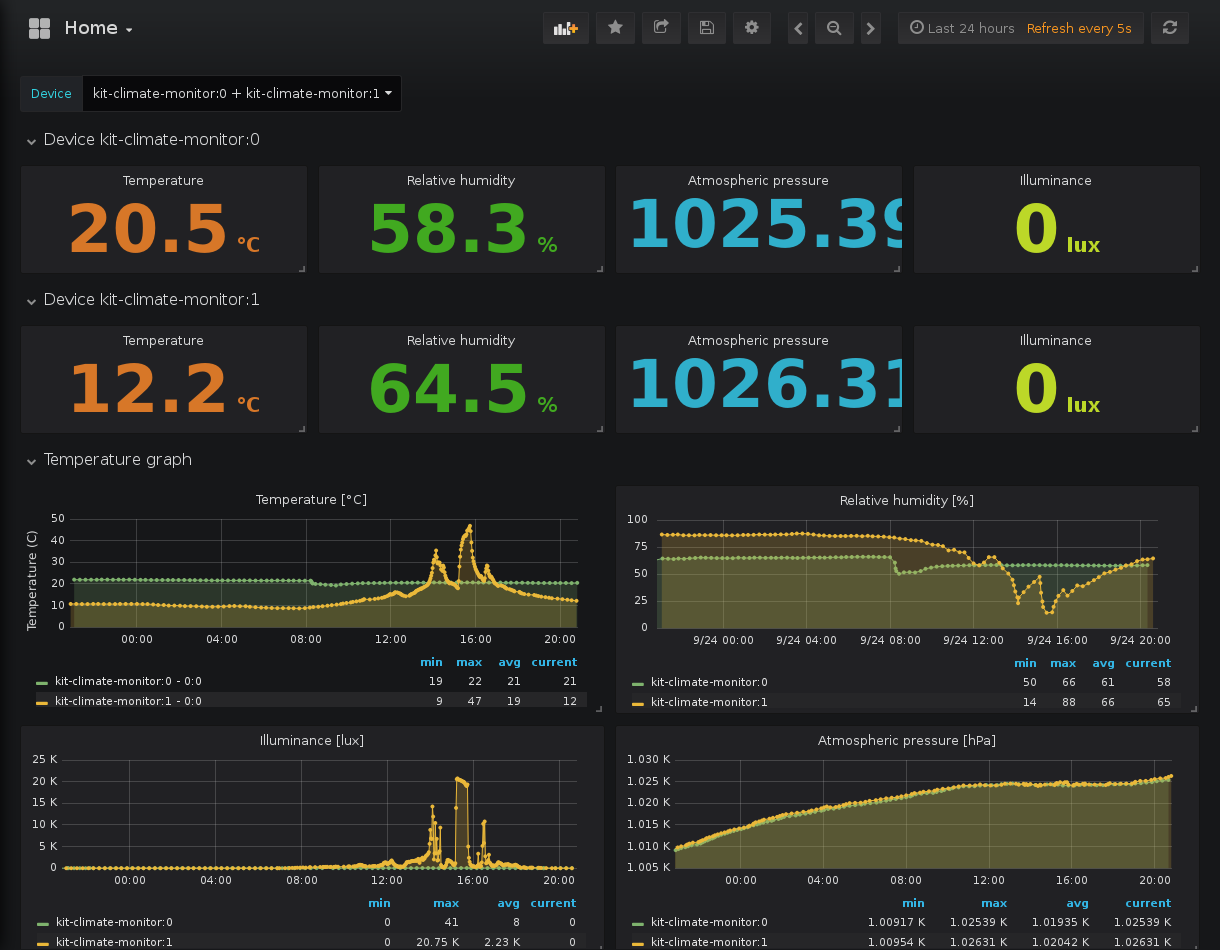 Home
Last 24 hours Refresh every 5s
Device kit-climate-monitor:0 + kit-climate-monitor:1
Device kit-climate-monitor:0
Temperature Relative humidity Atmospheric pressure Illuminance
20.5 °C 58.3 % 1025.39 0 lux
Device kit-climate-monitor:1
Temperature Relative humidity Atmospheric pressure Illuminance
12.2 °C 64.5 % 1026.31 0 lux
Temperature graph
Temperature [°C]
Temperature (C)
50
40
30
20
10
0
00:00 04:00 08:00 12:00 16:00 20:00
min max avg current
kit-climate-monitor:0 - 0:0 19 22 21 21
kit-climate-monitor:1 - 0:0 9 47 19 12
Relative humidity [%]
100
75
50
25
0
9/24 00:00 9/24 04:00 9/24 08:00 9/24 12:00 9/24 16:00 9/24 20:00
min max avg current
kit-climate-monitor:0 50 66 61 58
kit-climate-monitor:1 14 88 66 65
Illuminance [lux]
25 K
20 K
15 K
10 K
5 K
0
00:00 04:00 08:00 12:00 16:00 20:00
min max avg current
kit-climate-monitor:0 0 41 8 0
kit-climate-monitor:1 0 20.75 K 2.23 K 0
Atmospheric pressure [hPa]
1.030 K
1.025 K
1.020 K
1.015 K
1.010 K
1.005 K
00:00 04:00 08:00 12:00 16:00 20:00
min max avg current
kit-climate-monitor:0 1.00917 K 1.02539 K 1.01935 K 1.02539 K
kit-climate-monitor:1 1.00954 K 1.02631 K 1.02042 K 1.02631 K